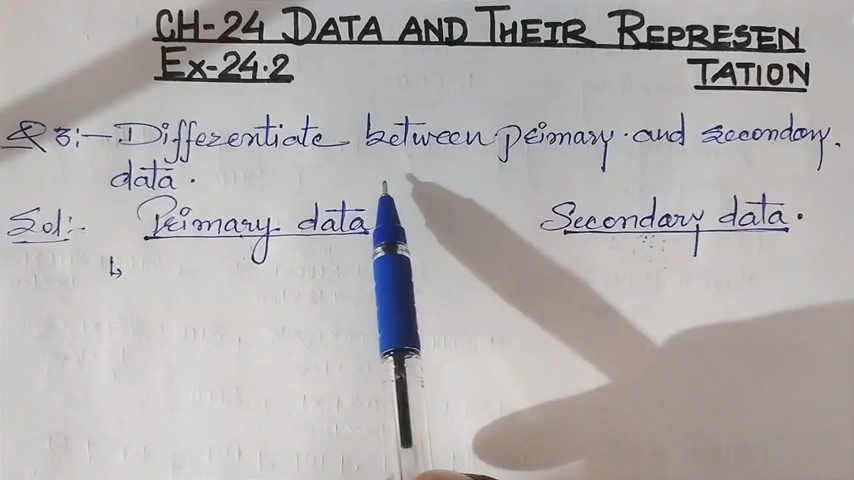 CH-24 DATA AND THEIR REPRESEN
Ex-24.2 TATION
Q 3:- Differentiate between primary and secondary
data.
Sol:- Primary data Secondary data.